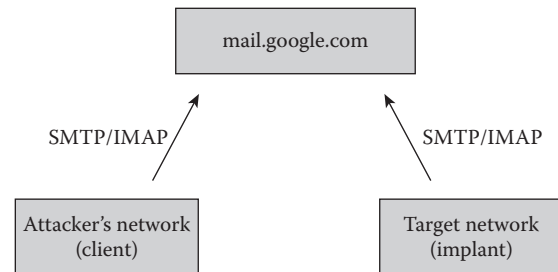 mail.google.com
SMTP/IMAP
SMTP/IMAP
Attacker's network
(client)
Target network
(implant)